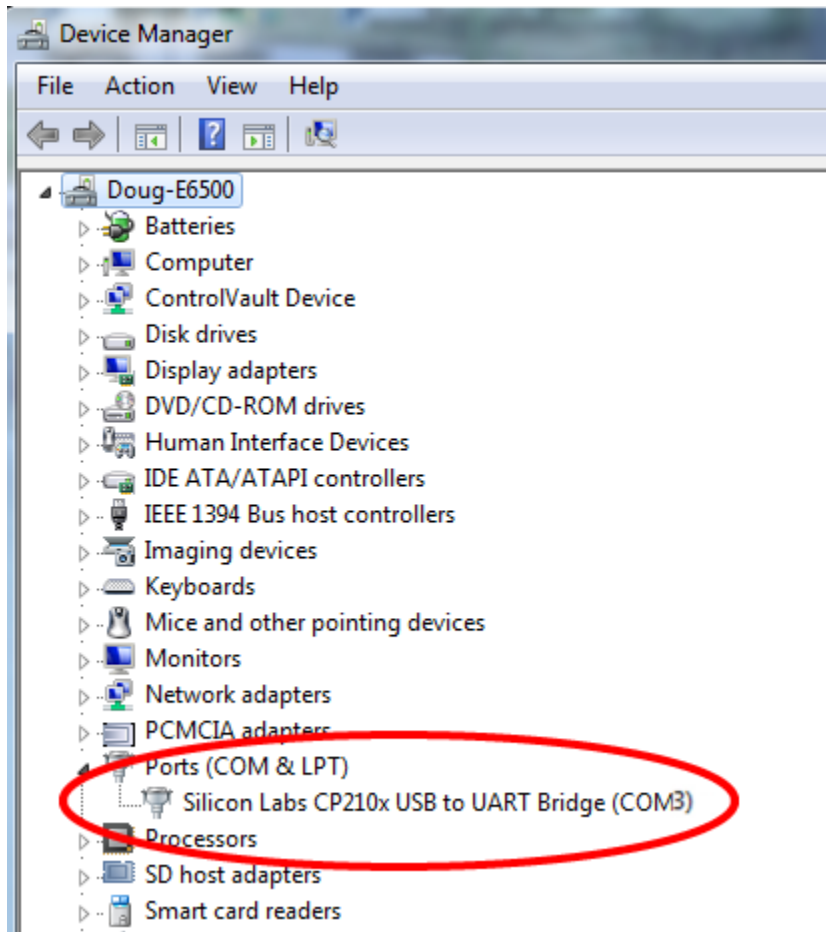 Device Manager
File Action View Help
Doug-E6500
Batteries
Computer
ControlVault Device
Disk drives
Display adapters
DVD/CD-ROM drives
Human Interface Devices
IDE ATA/ATAPI controllers
IEEE 1394 Bus host controllers
Imaging devices
Keyboards
Mice and other pointing devices
Monitors
Network adapters
PCMCIA adapters
Ports (COM & LPT)
Silicon Labs CP210x USB to UART Bridge (COM3)
Processors
SD host adapters
Smart card readers